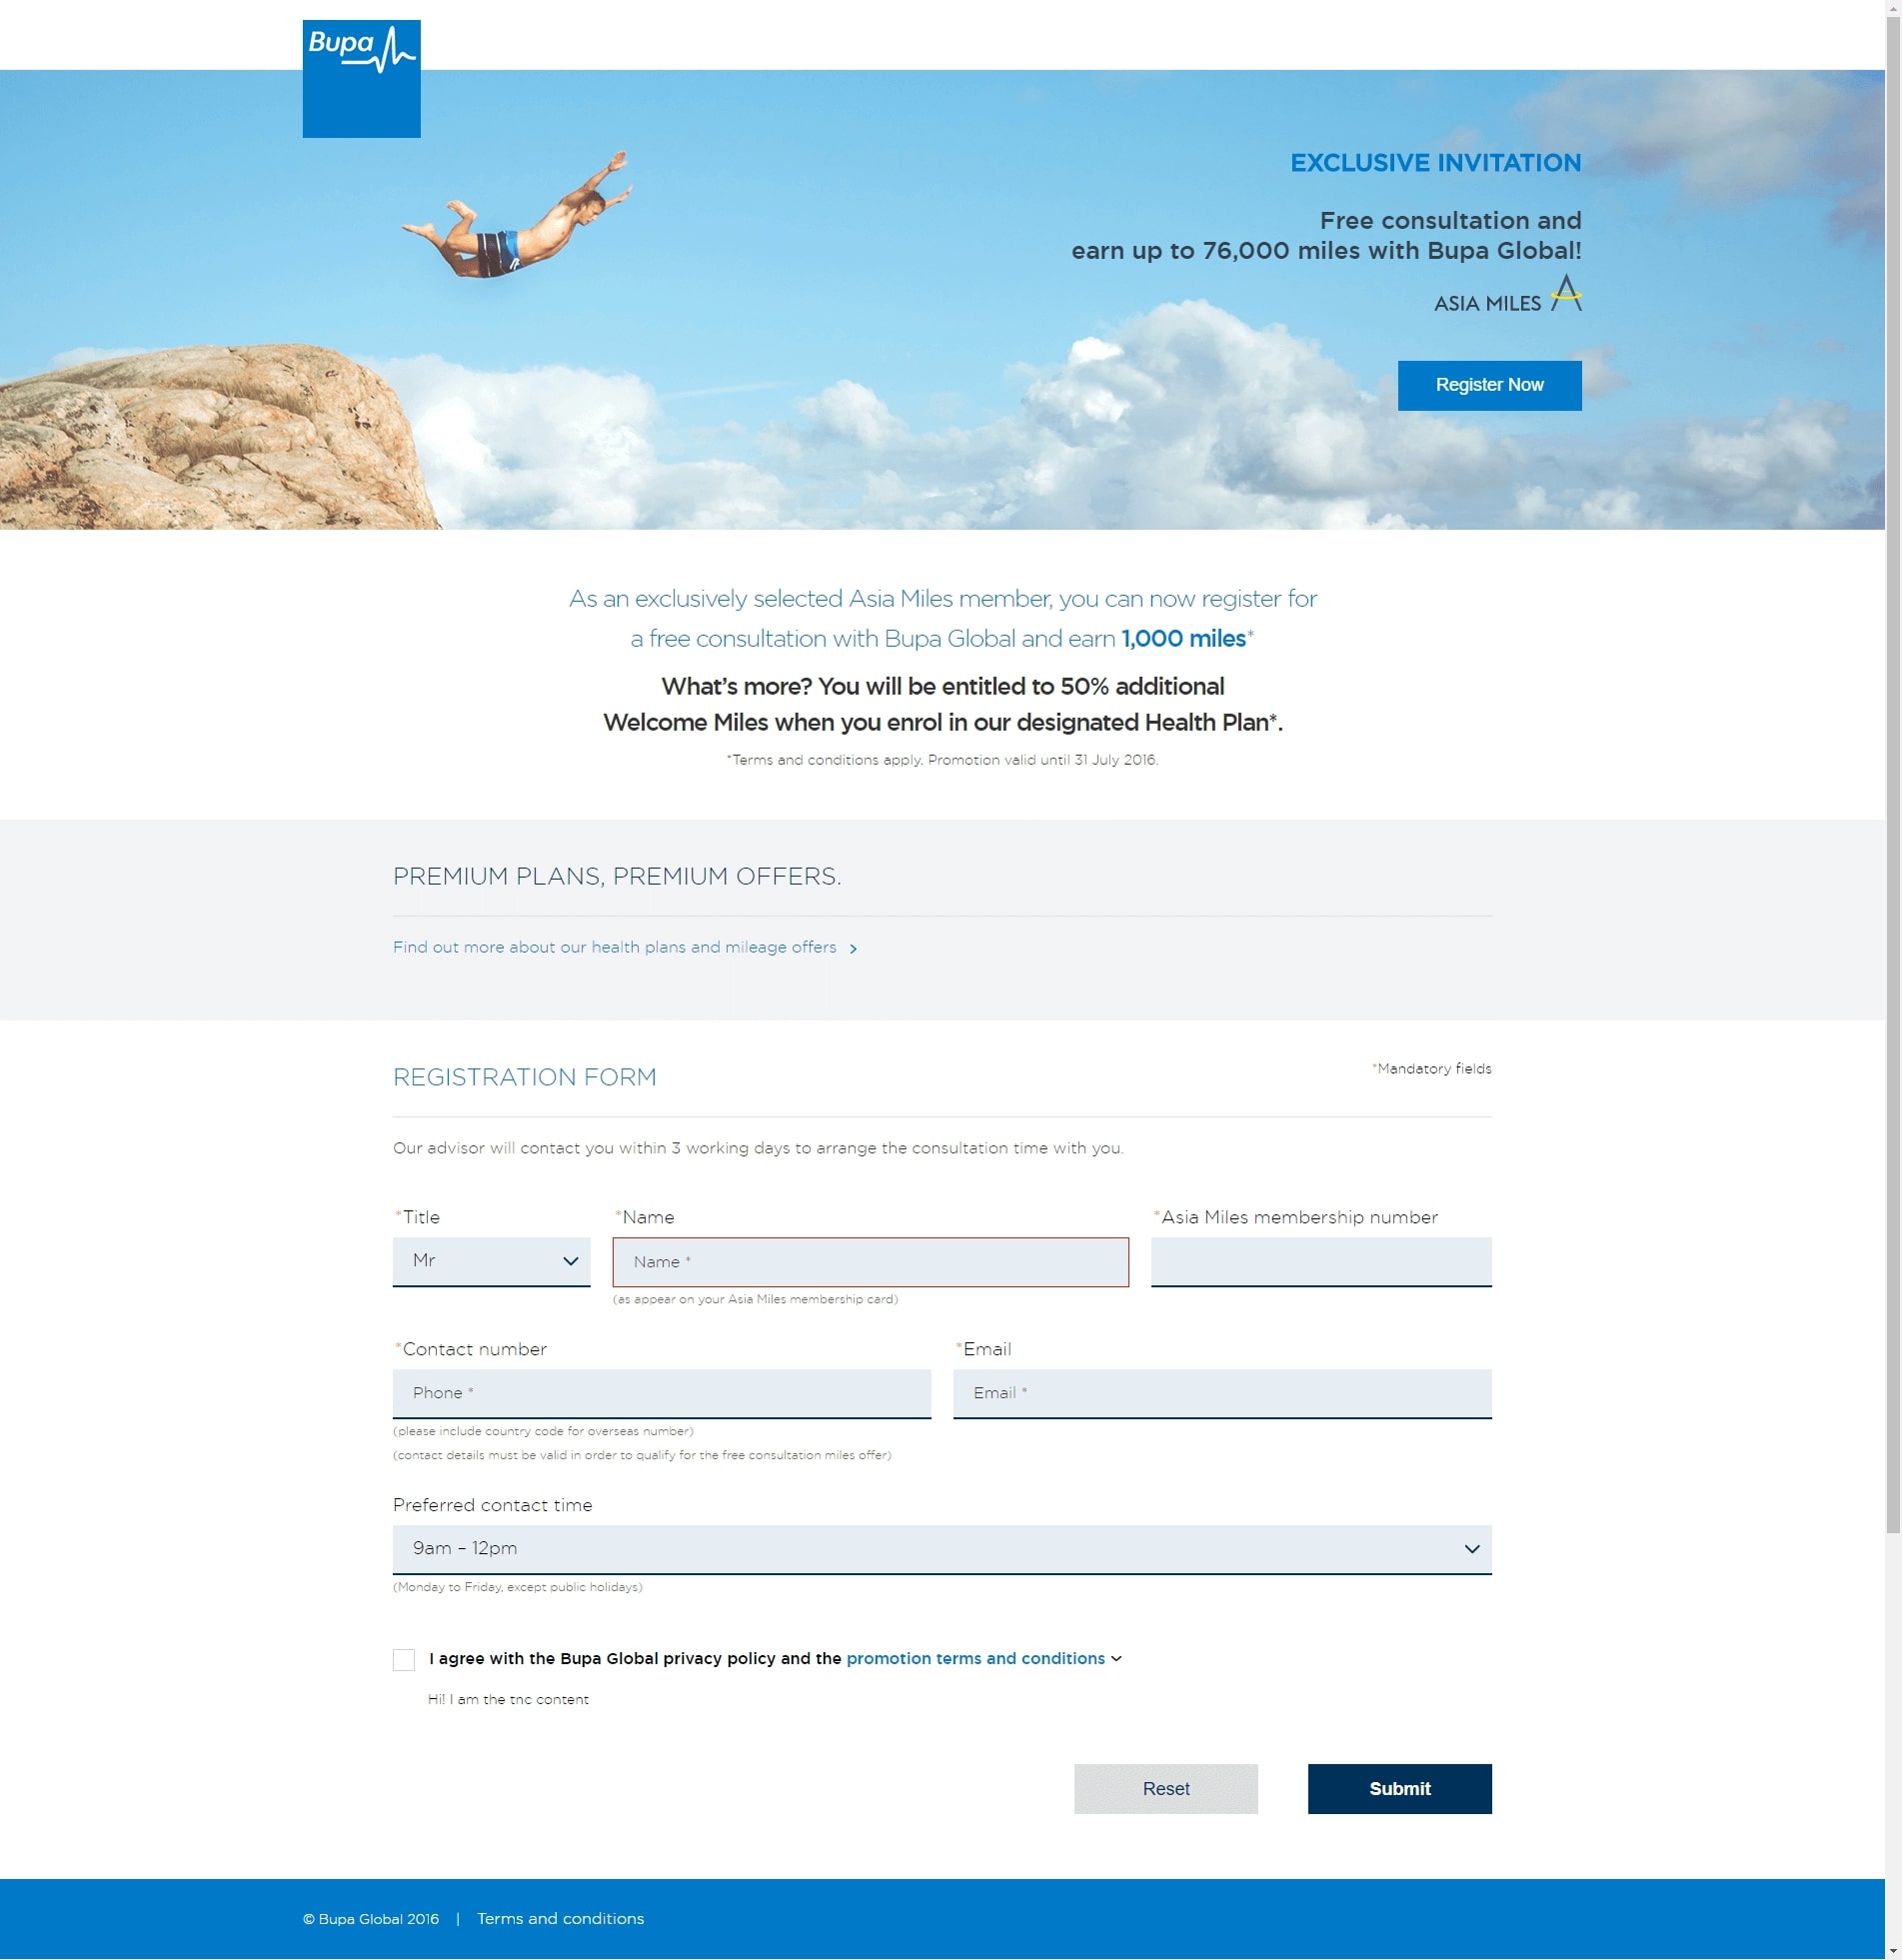 Bupa
EXCLUSIVE INVITATION
Free consultation and
earn up to 76,000 miles with Bupa Global!
ASIA MILES
Register Now
As an exclusively selected Asia Miles member, you can now register for
a free consultation with Bupa Global and earn 1,000 miles*
What's more? You will be entitled to 50% additional
Welcome Miles when you enrol in our designated Health Plan*.
*Terms and conditions apply. Promotion valid until 31 July 2016.
PREMIUM PLANS, PREMIUM OFFERS.
Find out more about our health plans and mileage offers
REGISTRATION FORM
*Mandatory fields
Our advisor will contact you within 3 working days to arrange the consultation time with you.
*Title
*Name
*Asia Miles membership number
Mr
Name *
(as appear on your Asia Miles membership card)
*Contact number
*Email
Phone *
Email *
(please include country code for overseas number)
(contact details must be valid in order to qualify for the free consultation miles offer)
Preferred contact time
9am – 12pm
(Monday to Friday, except public holidays)
I agree with the Bupa Global privacy policy and the promotion terms and conditions
Hi! I am the tnc content
Reset
Submit
© Bupa Global 2016 | Terms and conditions